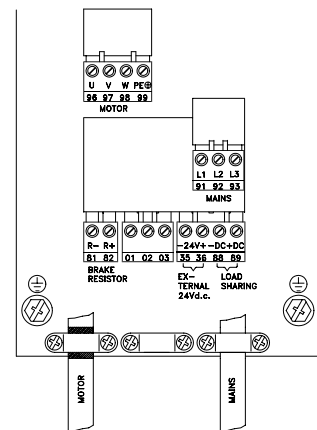 U V W PE⏚
96 97 98 99
MOTOR
L1 L2 L3
91 92 93
MAINS
R- R+ -24V+ -DC+DC
81 82 01 02 03 35 36 88 89
BRAKE RESISTOR
EX-
TERNAL
24Vd.c.
LOAD
SHARING
MOTOR
MAINS